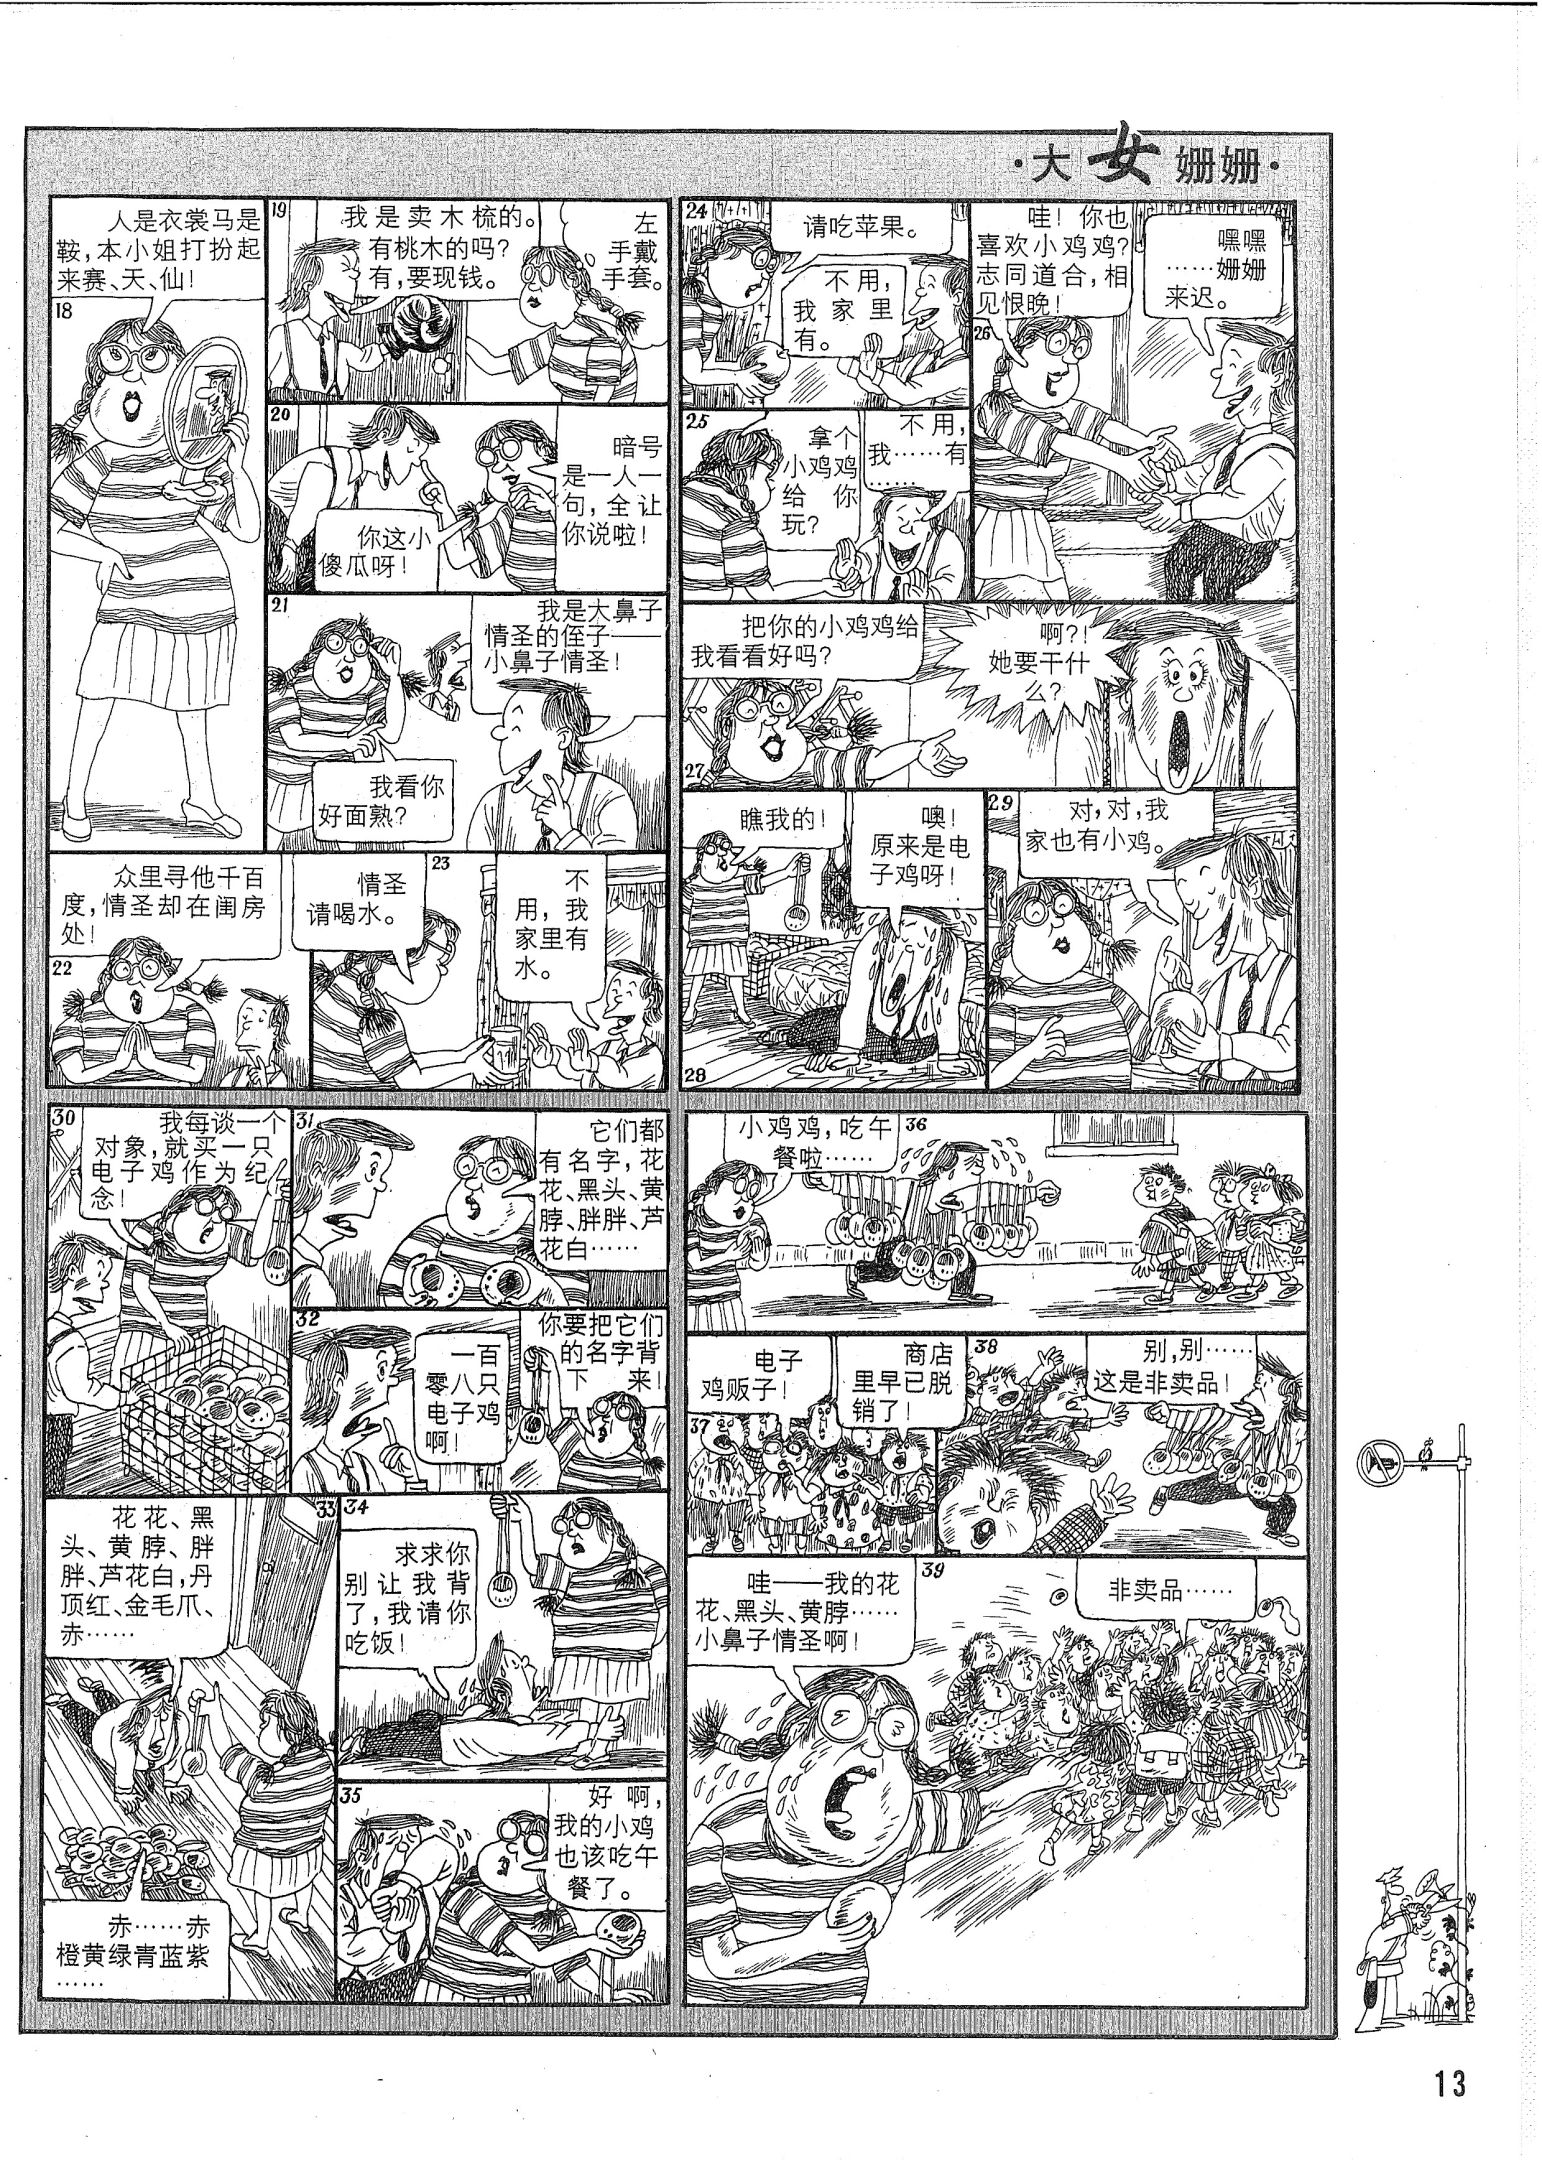 ·大女姗姗·
人是衣裳马是
鞍,本小姐打扮起
来赛、天、仙!
18
19
我是卖木梳的。
有桃木的吗?
有,要现钱。
左
手戴
手套。
20
你这小
傻瓜呀!
暗号
是一人一
句,全让
你说啦!
21
我是大鼻子
情圣的侄子——
小鼻子情圣!
我看你
好面熟?
众里寻他千百
度,情圣却在闺房
处!
22
情圣
请喝水。
23
不
用,我
家里有
水。
24
请吃苹果。
不用,
我家里
有。
25
拿个
小鸡鸡
给你
玩?
不用,
我……有
……
哇!你也
喜欢小鸡鸡?
志同道合,相
见恨晚!
26
嘿嘿
……姗姗
来迟。
把你的小鸡鸡给
我看看好吗?
27
啊?!
她要干什
么?
瞧我的!
噢!
原来是电
子鸡呀!
28
29
对,对,我
家也有小鸡。
30
我每谈一个
对象,就买一只
电子鸡作为纪
念!
31
它们都
有名字,花
花、黑头、黄
脖、胖胖、芦
花白……
32
一百
零八只
电子鸡
啊!
你要把它们
的名字背
下来!
33
花花、黑
头、黄脖、胖
胖、芦花白,丹
顶红、金毛爪、
赤……
赤……赤
橙黄绿青蓝紫
……
34
求求你
别让我背
了,我请你
吃饭!
35
好啊,
我的小鸡
也该吃午
餐了。
小鸡鸡,吃午
餐啦……
36
电子
鸡贩子!
37
商店
里早已脱
销了!
38
别,别……
这是非卖品!
39
哇——我的花
花、黑头、黄脖……
小鼻子情圣啊!
非卖品……
13